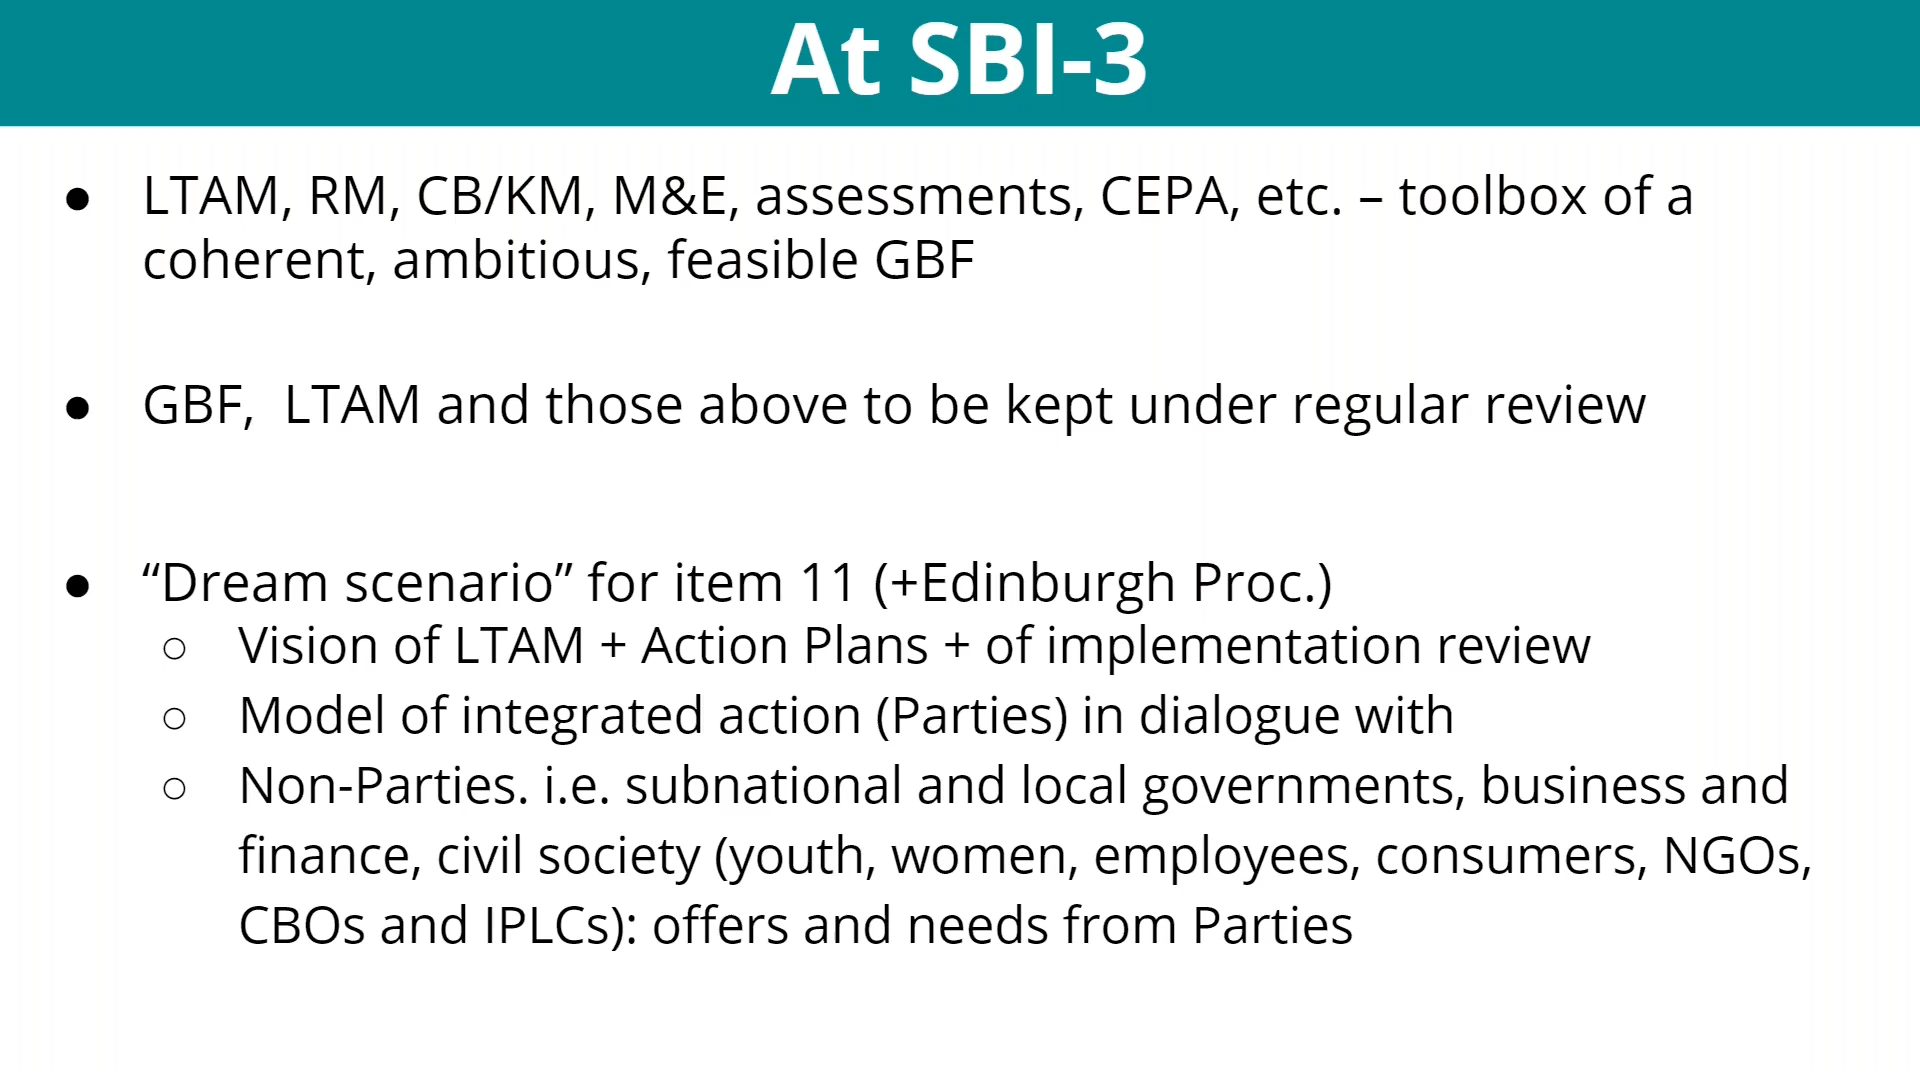 At SBI-3
● LTAM, RM, CB/KM, M&E, assessments, CEPA, etc. – toolbox of a
coherent, ambitious, feasible GBF
● GBF,  LTAM and those above to be kept under regular review
● “Dream scenario” for item 11 (+Edinburgh Proc.)
○ Vision of LTAM + Action Plans + of implementation review
○ Model of integrated action (Parties) in dialogue with
○ Non-Parties. i.e. subnational and local governments, business and
finance, civil society (youth, women, employees, consumers, NGOs,
CBOs and IPLCs): offers and needs from Parties